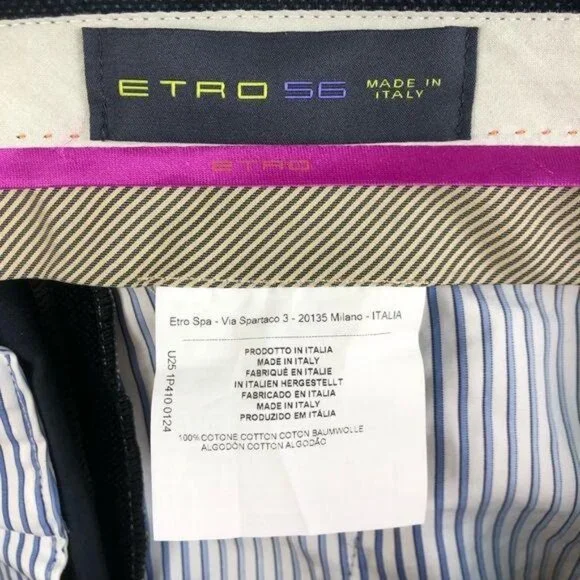 ETRO 56 MADE IN
ITALY
ETRO
Etro Spa - Via Spartaco 3 - 20135 Milano - ITALIA
U25 1P410 0124
PRODOTTO IN ITALIA
MADE IN ITALY
FABRIQUÉ EN ITALIE
IN ITALIEN HERGESTELLT
FABRICADO EN ITALIA
MADE IN ITALY
PRODUZIDO EM ITÁLIA
100% COTONE COTTON COTON BAUMWOLLE
ALGODÓN COTTON ALGODÃO